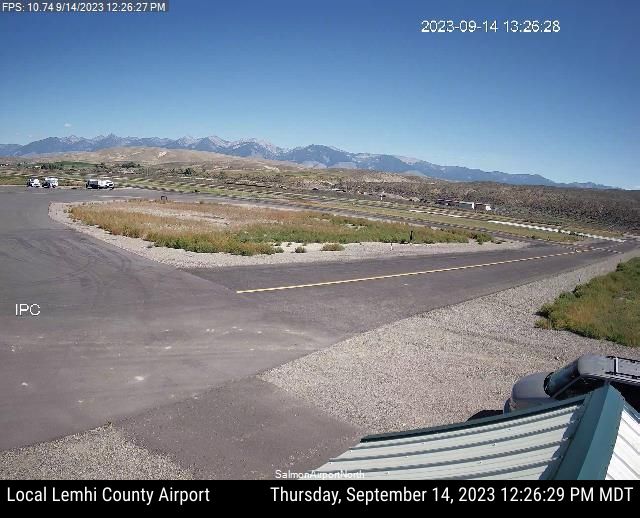 FPS: 10.74 9/14/2023 12:26:27 PM
2023-09-14 13:26:28
IPC
SalmonAirportNorth
Local Lemhi County Airport
Thursday, September 14, 2023 12:26:29 PM MDT